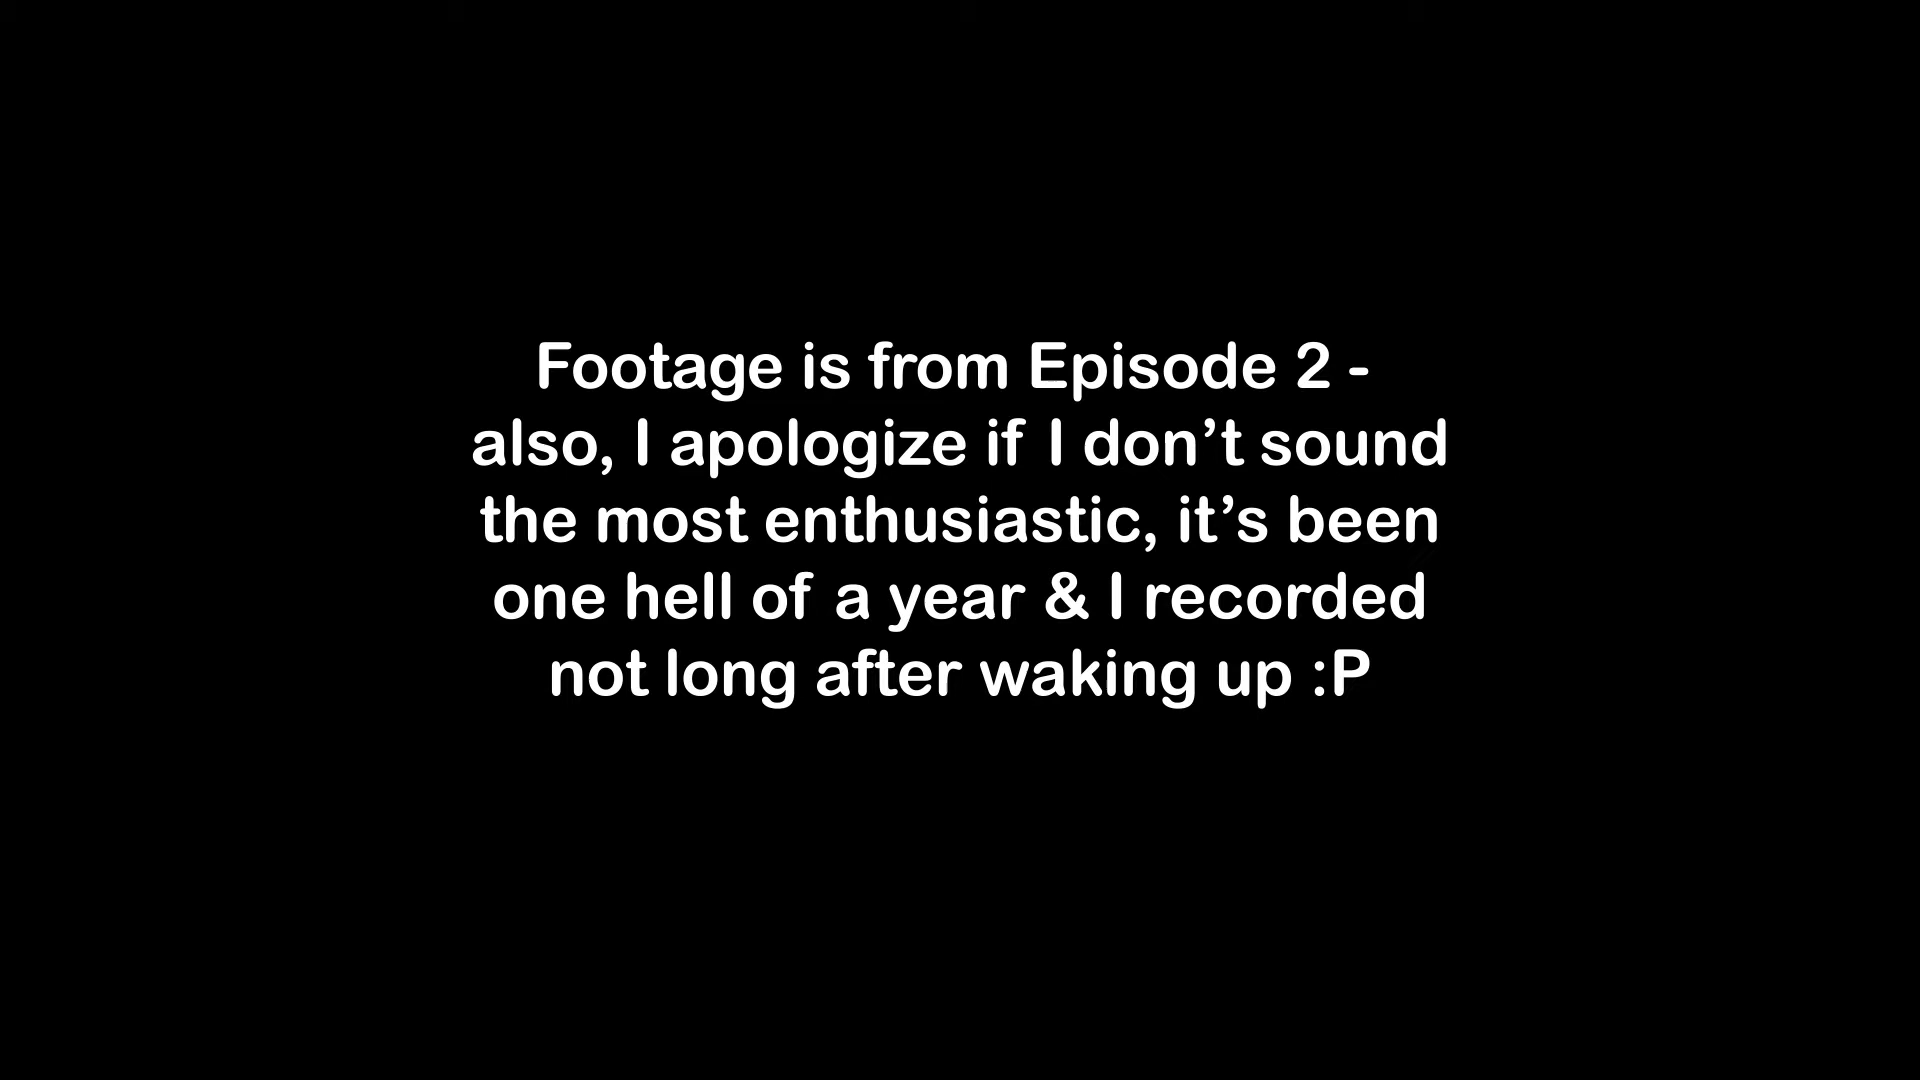 Footage is from Episode 2 -
also, I apologize if I don’t sound
the most enthusiastic, it’s been
one hell of a year & I recorded
not long after waking up :P